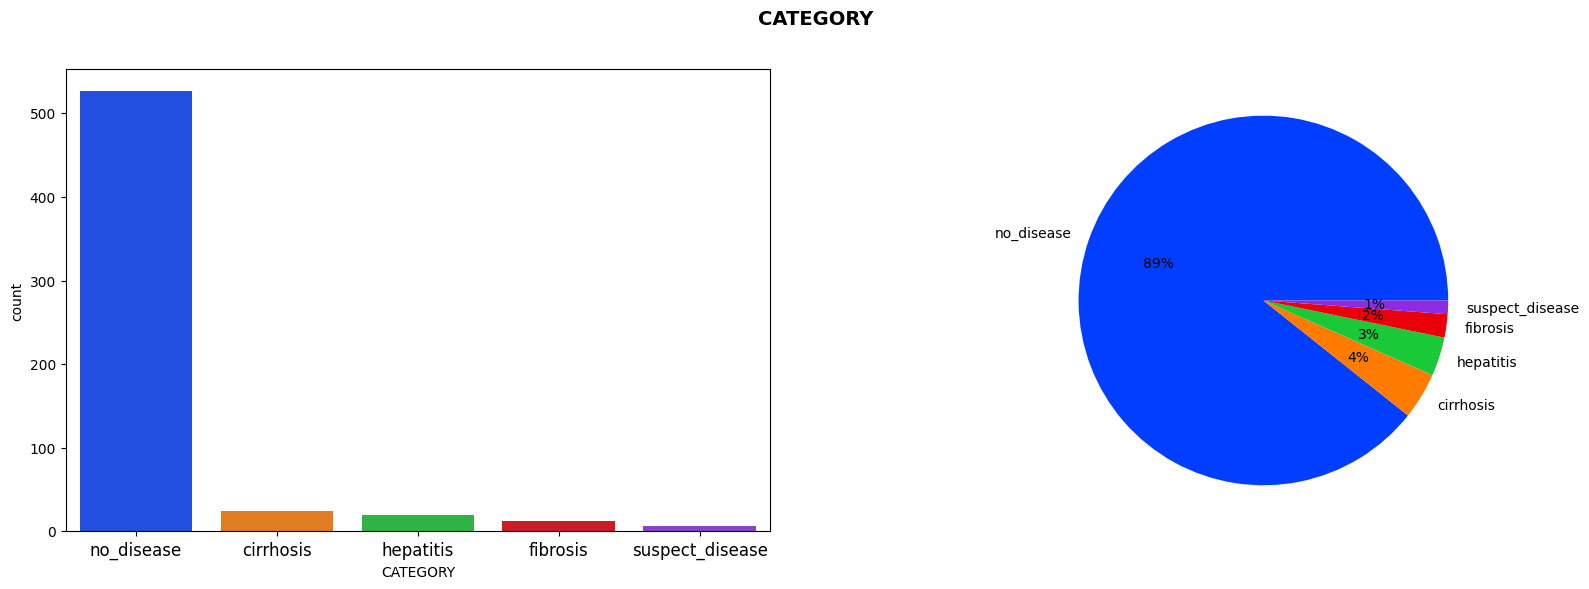 CATEGORY
500
400
300
200
100
0
count
no_disease
cirrhosis
hepatitis
fibrosis
suspect_disease
CATEGORY
no_disease
89%
1%
suspect_disease
2%
fibrosis
3%
hepatitis
4%
cirrhosis